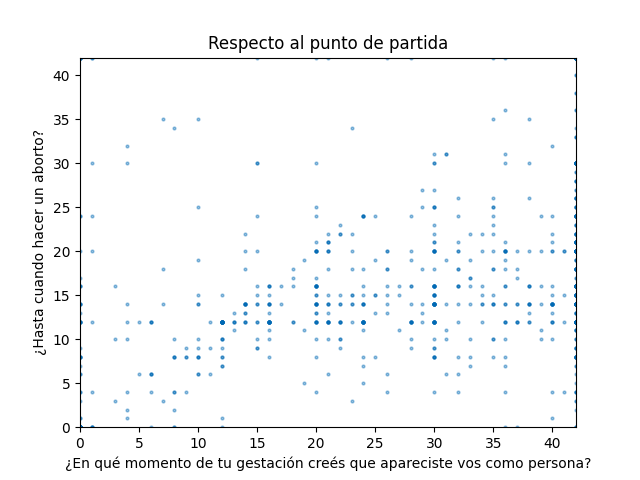 Respecto al punto de partida
¿Hasta cuando hacer un aborto?
40
35
30
25
20
15
10
5
0
0 5 10 15 20 25 30 35 40
¿En qué momento de tu gestación creés que apareciste vos como persona?